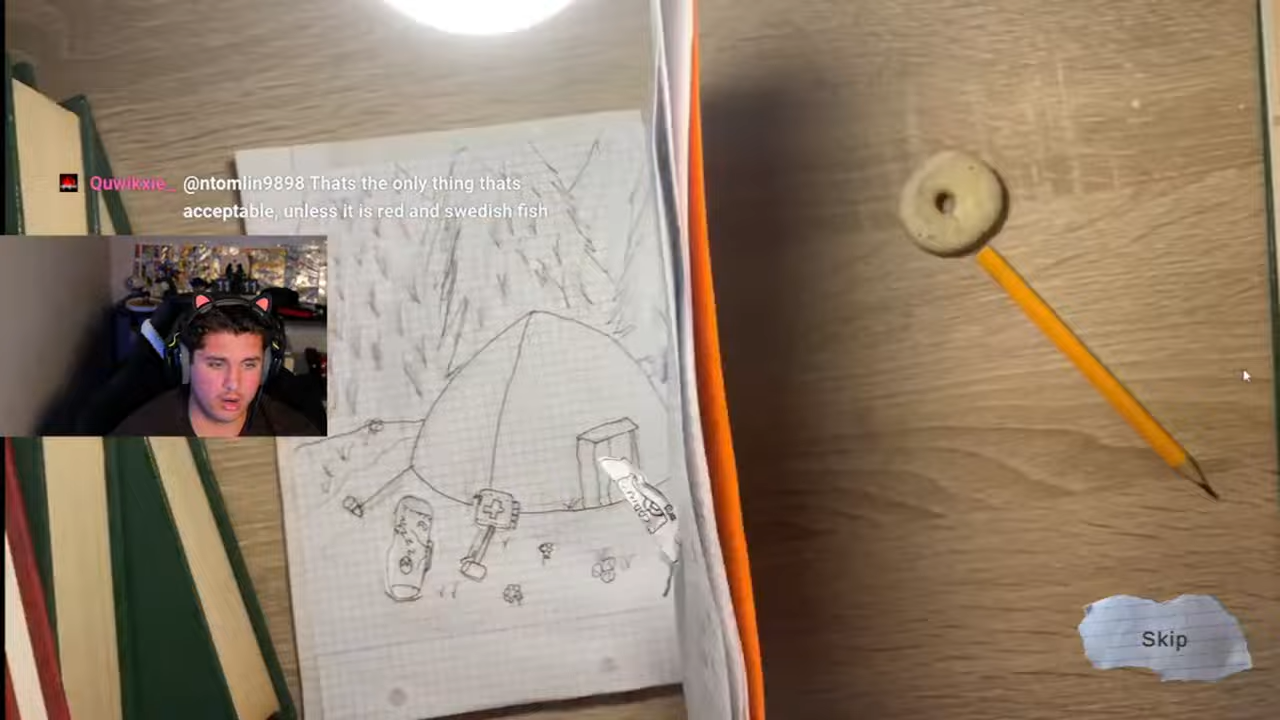 Quwikxie_ @ntomlin9898 Thats the only thing thats
acceptable, unless it is red and swedish fish
Skip